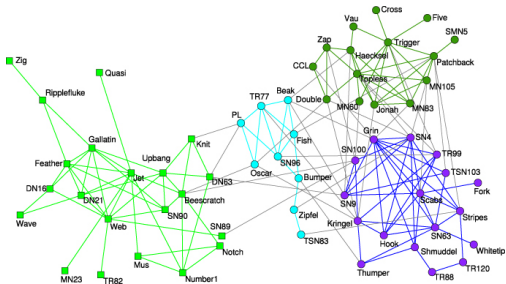 Cross
Vau
Five
Zap
Haecksel
Trigger
SMN5
Patchback
Zig
Quasi
CCL
Topless
MN105
Ripplefluke
Beak
TR77
Double
MN60
Jonah
MN83
PL
Gallatin
Knit
Fish
Grin
SN4
Feather
Upbang
Jet
SN96
SN100
TR99
Oscar
Bumper
TSN103
DN16
DN21
DN63
Beescratch
Fork
SN9
Scabs
Wave
Web
SN90
Zipfel
Kringel
Stripes
SN89
TSN83
Hook
SN63
Notch
Shmuddel
Whitetip
MN23
TR82
Mus
Number1
Thumper
TR88
TR120